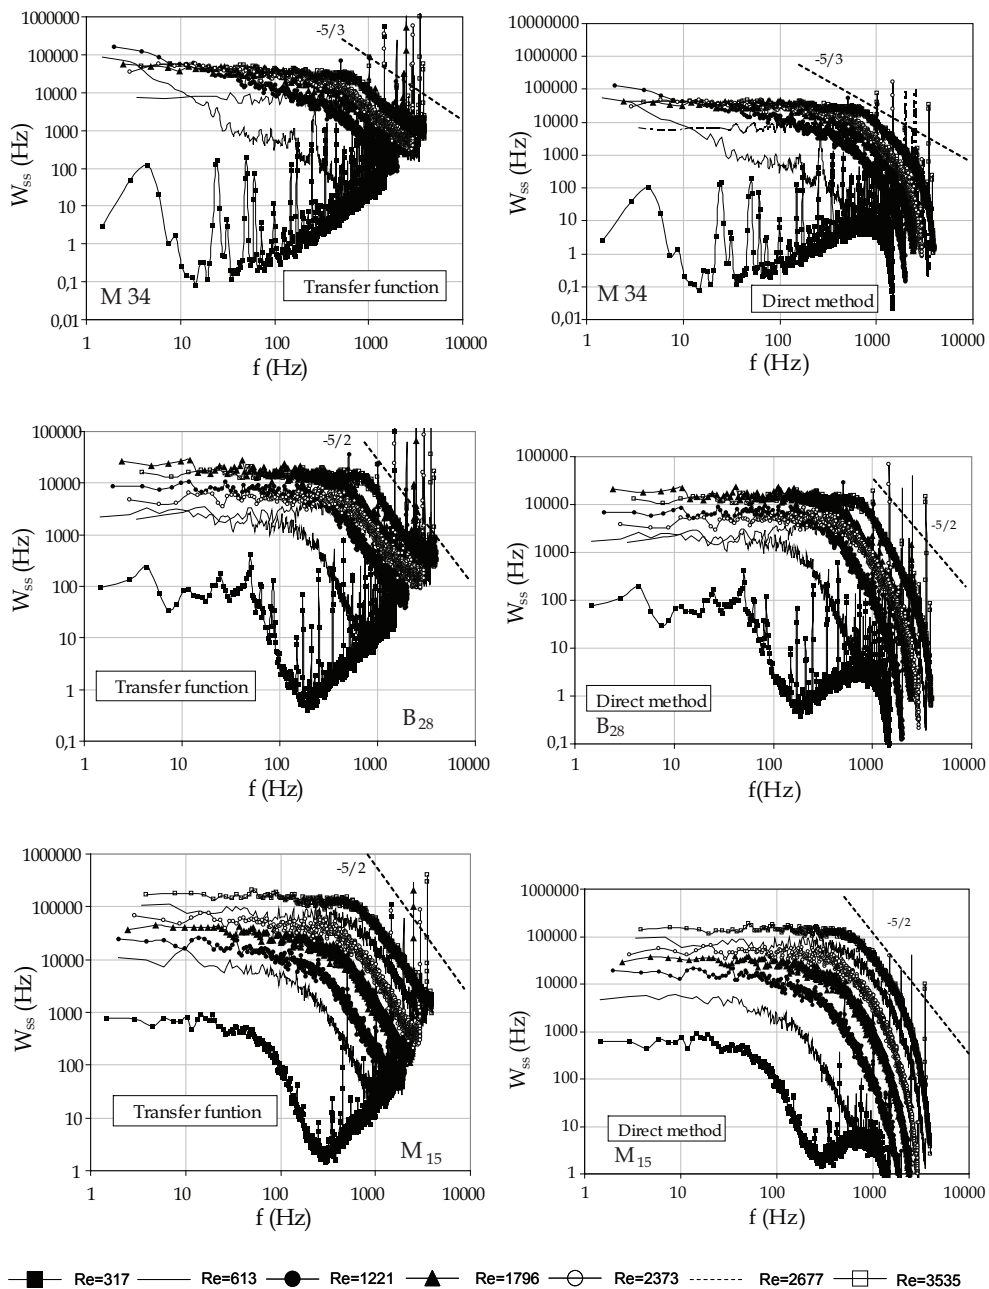 1000000
100000
10000
1000
100
10
1
0,1
0,01
W_ss (Hz)
-5/3
M 34
Transfer function
1 10 100 1000 10000
f (Hz)
10000000
1000000
100000
10000
1000
100
10
1
0,1
0,01
W_ss (Hz)
-5/3
M 34
Direct method
1 10 100 1000 10000
f (Hz)
100000
10000
1000
100
10
1
0,1
W_ss (Hz)
-5/2
Transfer function
B_28
1 10 100 1000 10000
f (Hz)
100000
10000
1000
100
10
1
0,1
W_ss (Hz)
-5/2
Direct method
B_28
1 10 100 1000 10000
f(Hz)
1000000
100000
10000
1000
100
10
1
W_ss (Hz)
-5/2
Transfer funtion
M_15
1 10 100 1000 10000
f (Hz)
1000000
100000
10000
1000
100
10
1
W_ss (Hz)
-5/2
Direct method
M_15
1 10 100 1000 10000
f (Hz)
Re=317 Re=613 Re=1221 Re=1796 Re=2373 Re=2677 Re=3535